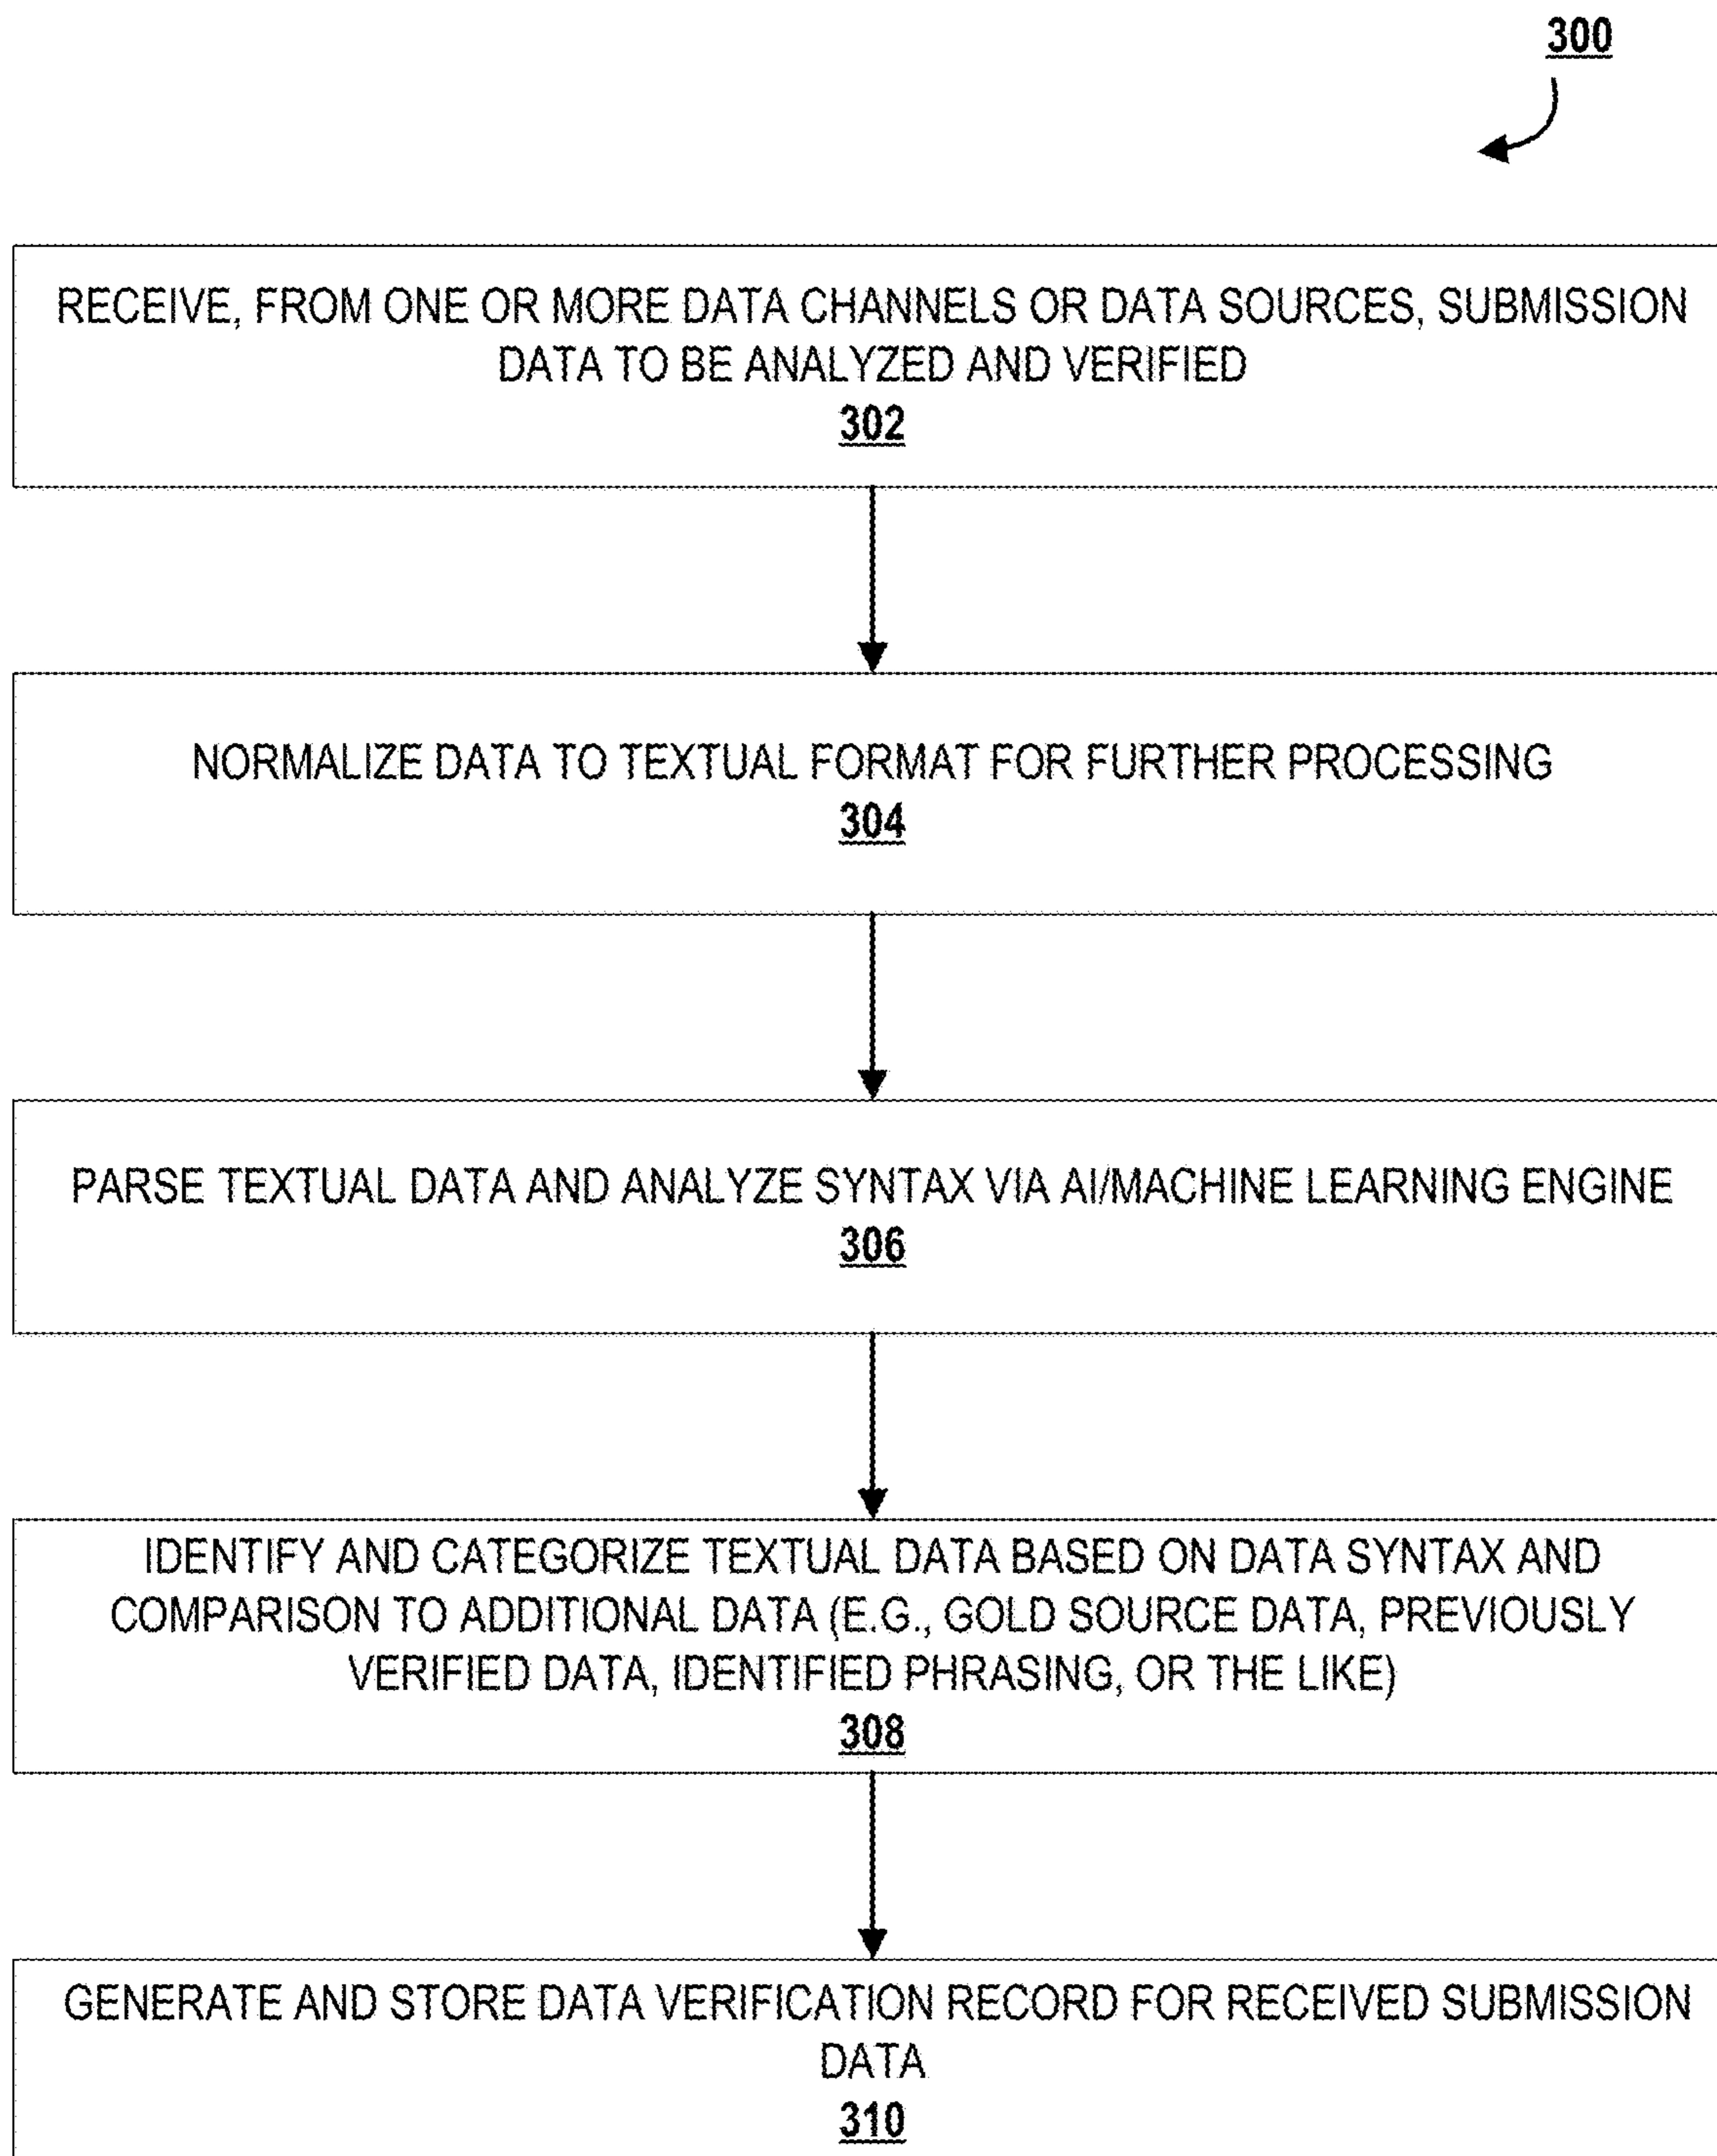 300
RECEIVE, FROM ONE OR MORE DATA CHANNELS OR DATA SOURCES, SUBMISSION
DATA TO BE ANALYZED AND VERIFIED
302
NORMALIZE DATA TO TEXTUAL FORMAT FOR FURTHER PROCESSING
304
PARSE TEXTUAL DATA AND ANALYZE SYNTAX VIA AI/MACHINE LEARNING ENGINE
306
IDENTIFY AND CATEGORIZE TEXTUAL DATA BASED ON DATA SYNTAX AND
COMPARISON TO ADDITIONAL DATA (E.G., GOLD SOURCE DATA, PREVIOUSLY
VERIFIED DATA, IDENTIFIED PHRASING, OR THE LIKE)
308
GENERATE AND STORE DATA VERIFICATION RECORD FOR RECEIVED SUBMISSION
DATA
310